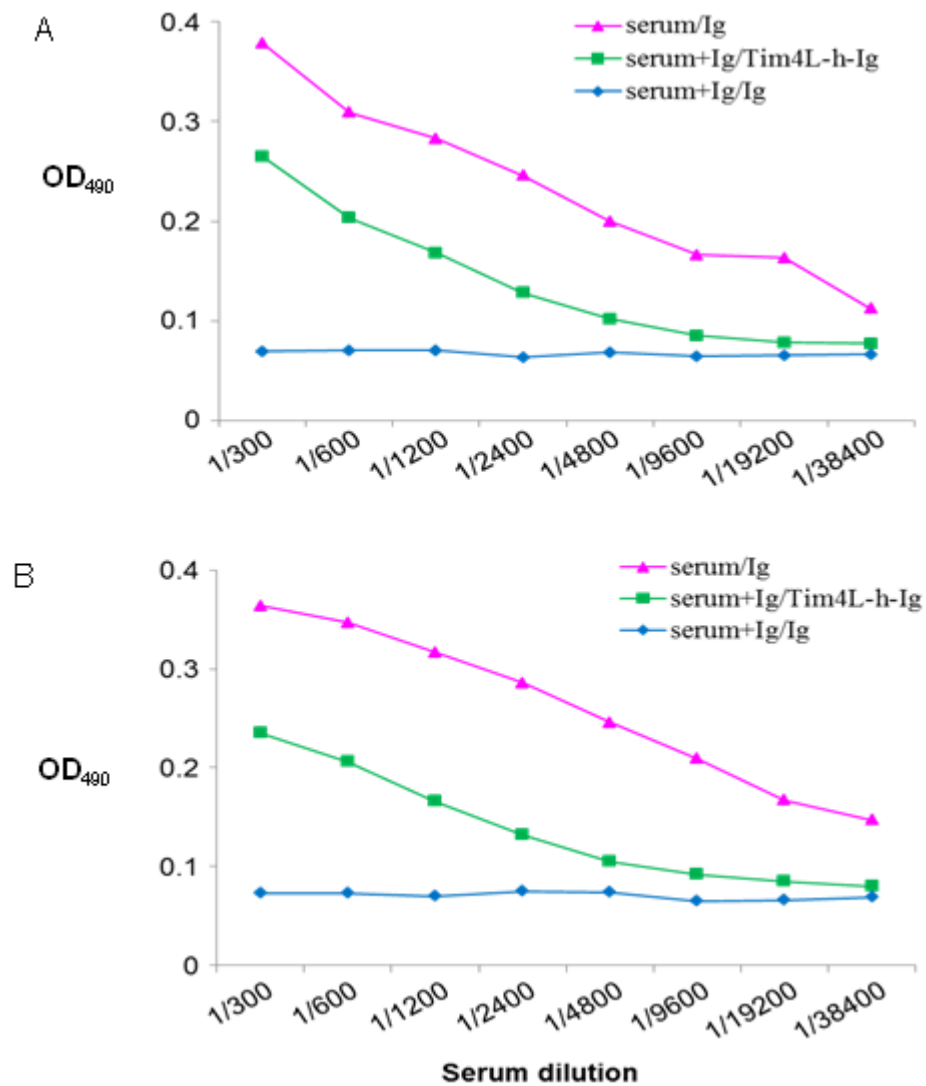 A
0.4
0.3
0.2
0.1
0
OD490
serum/Ig
serum+Ig/Tim4L-h-Ig
serum+Ig/Ig
1/300 1/600 1/1200 1/2400 1/4800 1/9600 1/19200 1/38400
B
0.4
0.3
0.2
0.1
0
OD490
serum/Ig
serum+Ig/Tim4L-h-Ig
serum+Ig/Ig
1/300 1/600 1/1200 1/2400 1/4800 1/9600 1/19200 1/38400
Serum dilution